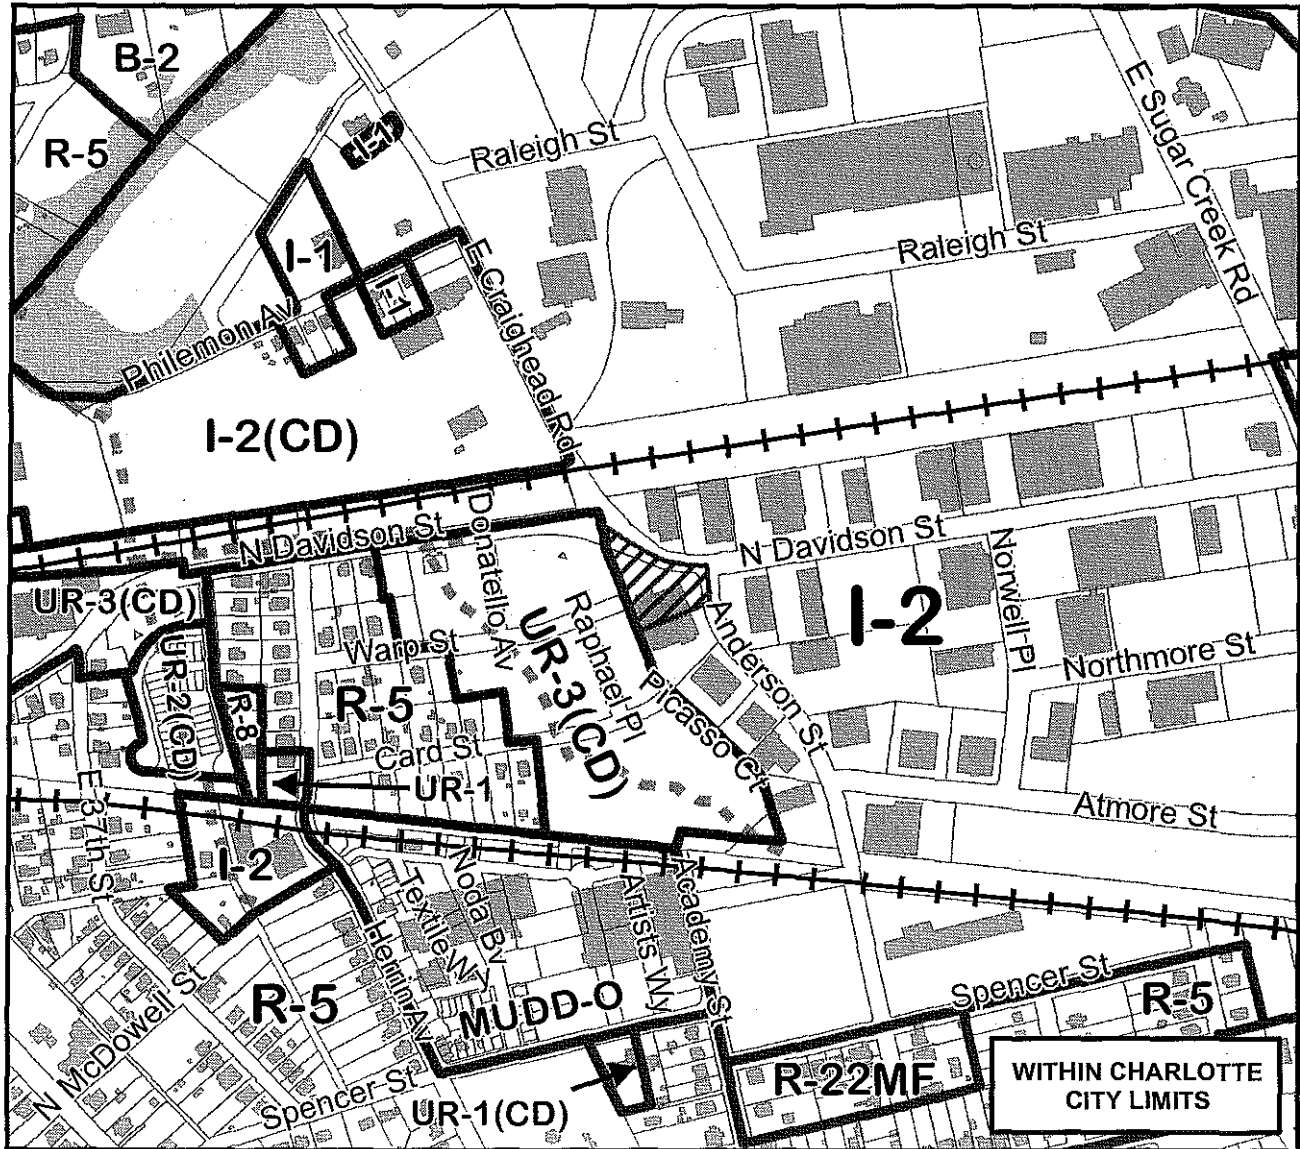 B-2
R-5
I-1
Raleigh St
E Sugar Creek Rd
Raleigh St
I-1
I-1
E Craighead Rd
Philemon Av
I-2(CD)
N Davidson St
Donatello Av
N Davidson St
UR-3(CD)
UR-2(CD)
R-8
Warp St
R-5
Card St
UR-1
UR-3(CD)
Raphael Pl
Picasso Ct
Anderson St
I-2
Norwell Pl
Northmore St
Atmore St
E 37th St
I-2
Herrin Av
Textile Wy
Noda Bv
Artists Wy
Academy St
N McDowell St
R-5
MUDD-O
Spencer St
Spencer St
R-5
UR-1(CD)
R-22MF
WITHIN CHARLOTTE
CITY LIMITS